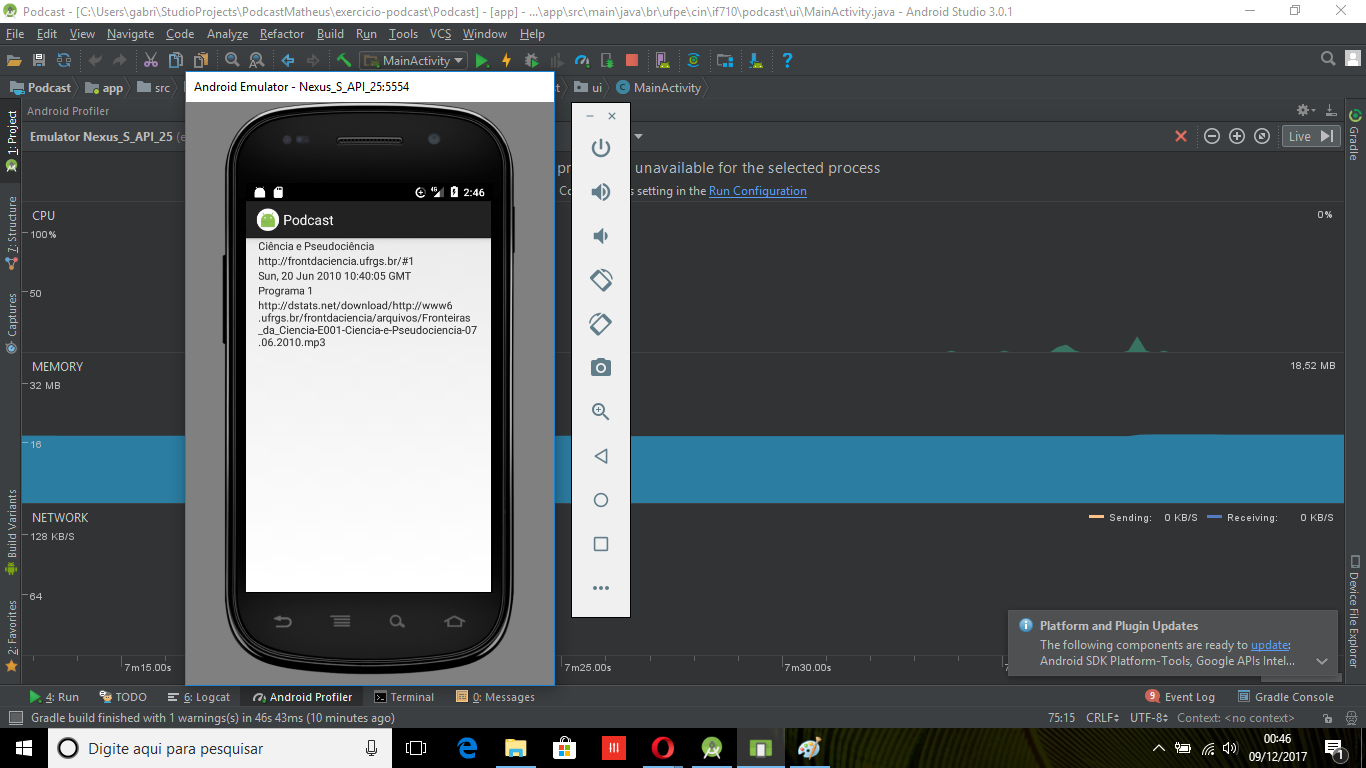 Podcast - [C:\Users\gabri\StudioProjects\PodcastMatheus\exercicio-podcast\Podcast] - [app] - ...\app\src\main\java\br\ufpe\cin\if710\podcast\ui\MainActivity.java - Android Studio 3.0.1
File Edit View Navigate Code Analyze Refactor Build Run Tools VCS Window Help
MainActivity
Podcast app src ui MainActivity
Android Emulator - Nexus_S_API_25:5554
Android Profiler
Emulator Nexus_S_API_25
Live
unavailable for the selected process
setting in the Run Configuration
1: Project
7: Structure
Captures
Build Variants
2: Favorites
Gradle
Device File Explorer
CPU
100%
50
0%
MEMORY
32 MB
16
18,52 MB
NETWORK
128 KB/S
64
Sending: 0 KB/S Receiving: 0 KB/S
7m15.00s
7m25.00s
7m30.00s
2:46
Podcast
Ciência e Pseudociência
http://frontdaciencia.ufrgs.br/#1
Sun, 20 Jun 2010 10:40:05 GMT
Programa 1
http://dstats.net/download/http://www6
.ufrgs.br/frontdaciencia/arquivos/Fronteiras
_da_Ciencia-E001-Ciencia-e-Pseudociencia-07
.06.2010.mp3
Platform and Plugin Updates
The following components are ready to update:
Android SDK Platform-Tools, Google APIs Intel...
4: Run TODO 6: Logcat Android Profiler Terminal 0: Messages
9 Event Log Gradle Console
Gradle build finished with 1 warnings(s) in 46s 43ms (10 minutes ago)
75:15 CRLF UTF-8 Context: <no context>
Digite aqui para pesquisar
00:46
09/12/2017
1